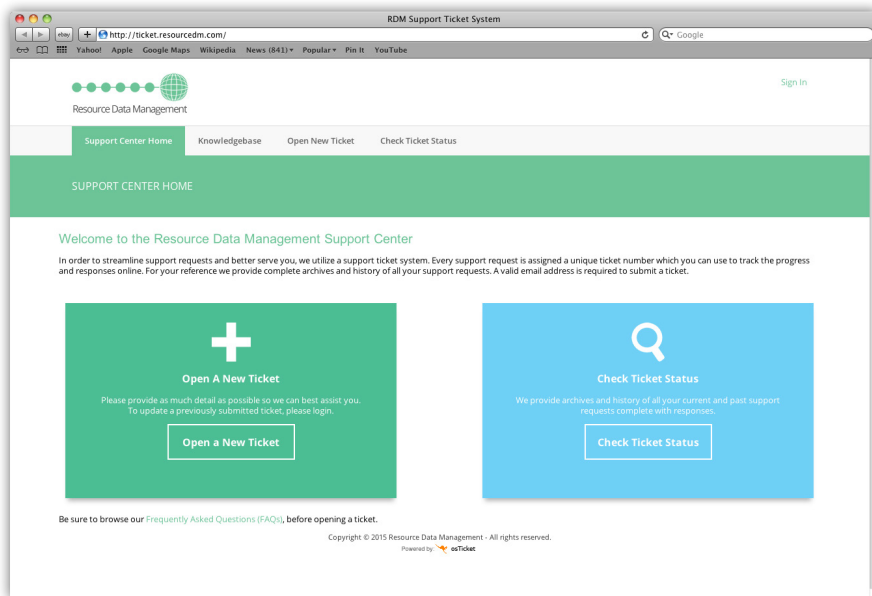 RDM Support Ticket System
ebay
http://ticket.resourcedm.com/
Google
Yahoo! Apple Google Maps Wikipedia News (841) Popular Pin It YouTube
Sign In
Resource Data Management
Support Center Home Knowledgebase Open New Ticket Check Ticket Status
SUPPORT CENTER HOME
Welcome to the Resource Data Management Support Center
In order to streamline support requests and better serve you, we utilize a support ticket system. Every support request is assigned a unique ticket number which you can use to track the progress
and responses online. For your reference we provide complete archives and history of all your support requests. A valid email address is required to submit a ticket.
Open A New Ticket
Please provide as much detail as possible so we can best assist you.
To update a previously submitted ticket, please login.
Open a New Ticket
Check Ticket Status
We provide archives and history of all your current and past support
requests complete with responses.
Check Ticket Status
Be sure to browse our Frequently Asked Questions (FAQs), before opening a ticket.
Copyright © 2015 Resource Data Management - All rights reserved.
Powered by osTicket